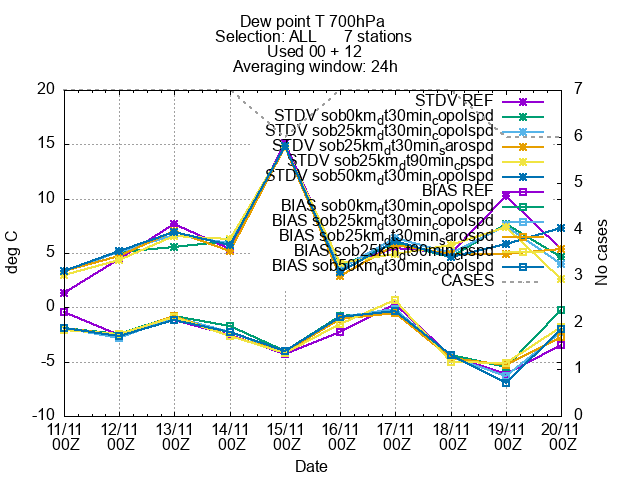 Dew point T 700hPa
Selection: ALL 7 stations
Used 00 + 12
Averaging window: 24h
20
15
10
5
0
-5
-10
deg C
7
6
5
4
3
2
1
0
No cases
STDV REF
STDV sob0km_dt30min_copolspd
STDV sob25km_dt30min_copolspd
STDV sob25km_dt30min_sarospd
STDV sob25km_dt90min_cpspd
STDV sob50km_dt30min_copolspd
BIAS REF
BIAS sob0km_dt30min_copolspd
BIAS sob25km_dt30min_copolspd
BIAS sob25km_dt30min_sarospd
BIAS sob25km_dt90min_cpspd
BIAS sob50km_dt30min_copolspd
CASES
11/11 12/11 13/11 14/11 15/11 16/11 17/11 18/11 19/11 20/11
00Z 00Z 00Z 00Z 00Z 00Z 00Z 00Z 00Z 00Z
Date